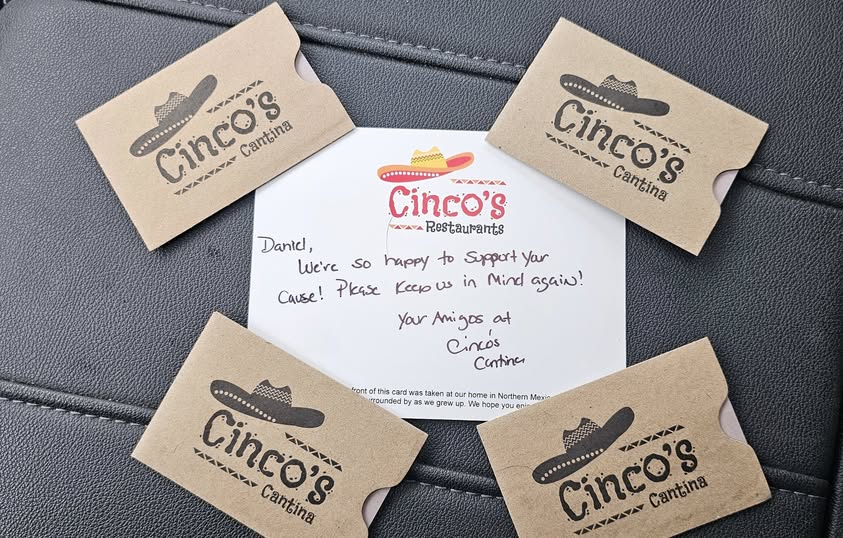 Cinco's
Cantina
Cinco's
Cantina
Cinco's
Restaurants
Daniel,
We're so happy to support your
cause! Please keep us in mind again!
Your Amigos at
Cinco's
Cantina
front of this card was taken at our home in Northern Mexic
surrounded by as we grew up. We hope you enj
Cinco's
Cantina
Cinco's
Cantina